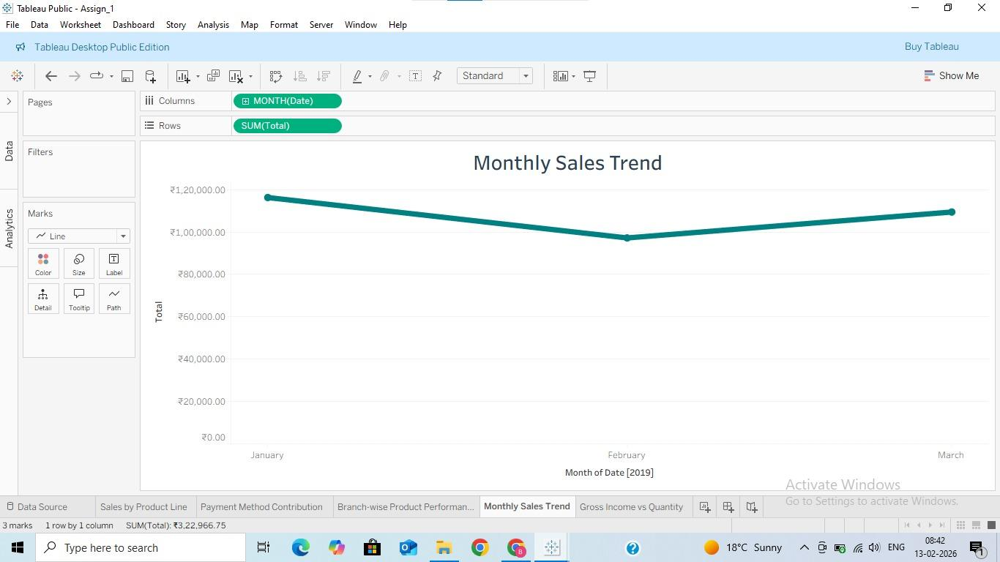 Tableau Public - Assign_1
File Data Worksheet Dashboard Story Analysis Map Format Server Window Help
Tableau Desktop Public Edition
Buy Tableau
Standard
Show Me
Data
Analytics
Pages
Filters
Marks
Line
Color Size Label
Detail Tooltip Path
Columns MONTH(Date)
Rows SUM(Total)
Monthly Sales Trend
₹1,20,000.00
₹1,00,000.00
₹80,000.00
₹60,000.00
₹40,000.00
₹20,000.00
₹0.00
Total
January February March
Month of Date [2019]
Activate Windows
Go to Settings to activate Windows.
Data Source Sales by Product Line Payment Method Contribution Branch-wise Product Performan... Monthly Sales Trend Gross Income vs Quantity
3 marks 1 row by 1 column SUM(Total): ₹3,22,966.75
Type here to search
18°C Sunny
ENG
08:42
13-02-2026
1